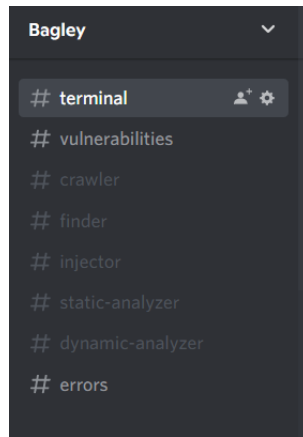 Bagley
# terminal
# vulnerabilities
# crawler
# finder
# injector
# static-analyzer
# dynamic-analyzer
# errors